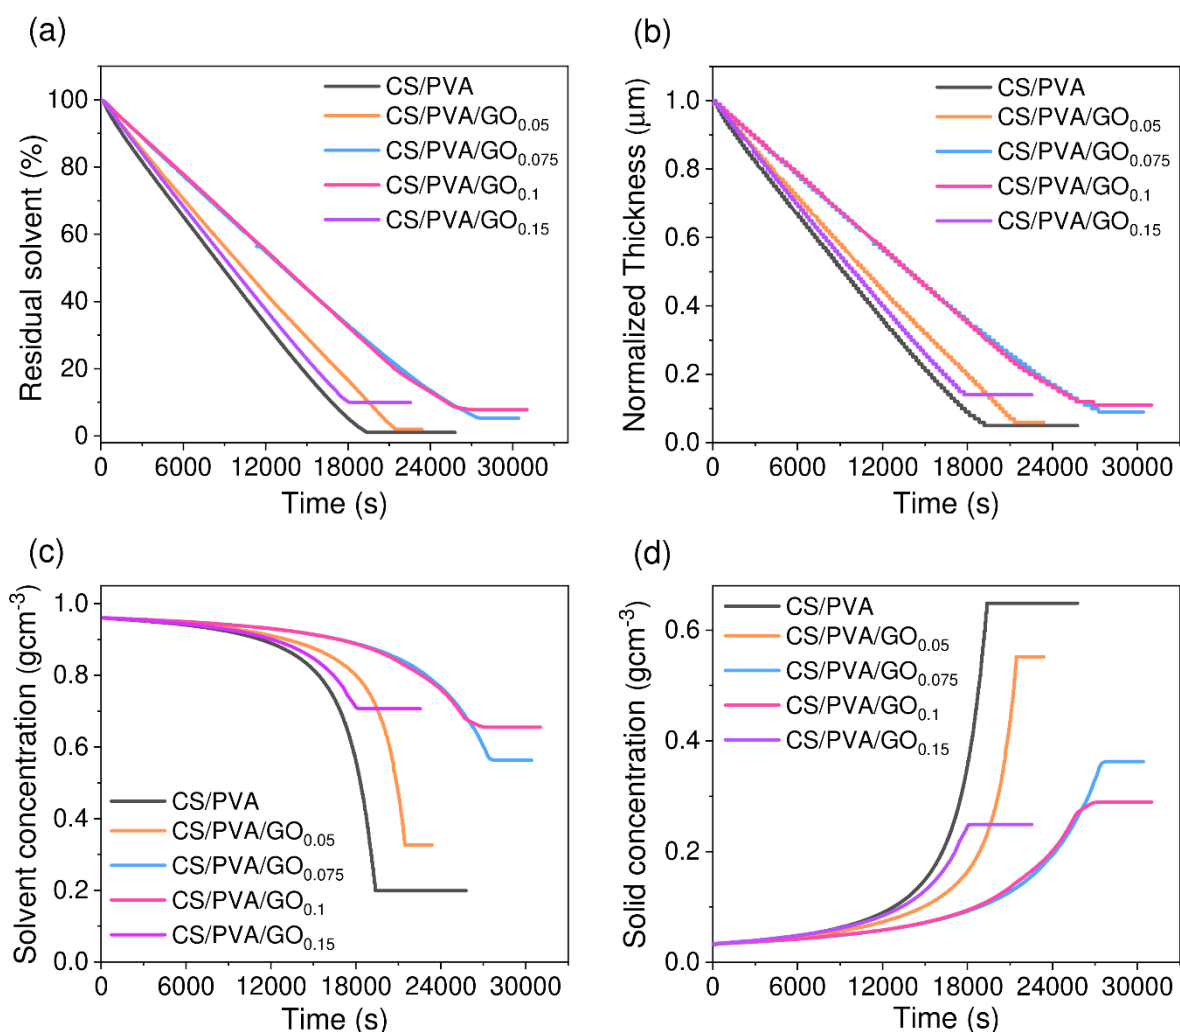 (a)
CS/PVA
CS/PVA/GO0.05
CS/PVA/GO0.075
CS/PVA/GO0.1
CS/PVA/GO0.15
Residual solvent (%)
100
80
60
40
20
0
0 6000 12000 18000 24000 30000
Time (s)
(b)
CS/PVA
CS/PVA/GO0.05
CS/PVA/GO0.075
CS/PVA/GO0.1
CS/PVA/GO0.15
Normalized Thickness (μm)
1.0
0.8
0.6
0.4
0.2
0.0
0 6000 12000 18000 24000 30000
Time (s)
(c)
Solvent concentration (gcm-3)
1.0
0.8
0.6
0.4
0.2
0.0
CS/PVA
CS/PVA/GO0.05
CS/PVA/GO0.075
CS/PVA/GO0.1
CS/PVA/GO0.15
0 6000 12000 18000 24000 30000
Time (s)
(d)
CS/PVA
CS/PVA/GO0.05
CS/PVA/GO0.075
CS/PVA/GO0.1
CS/PVA/GO0.15
Solid concentration (gcm-3)
0.6
0.4
0.2
0.0
0 6000 12000 18000 24000 30000
Time (s)